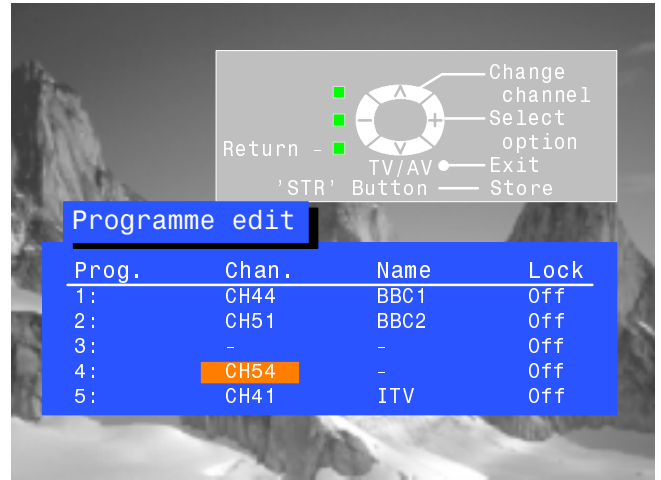 Change
channel
Select
option
Return -
TV/AV
Exit
'STR' Button
Store
Programme edit
Prog. Chan. Name Lock
1: CH44 BBC1 Off
2: CH51 BBC2 Off
3: - - Off
4: CH54 - Off
5: CH41 ITV Off